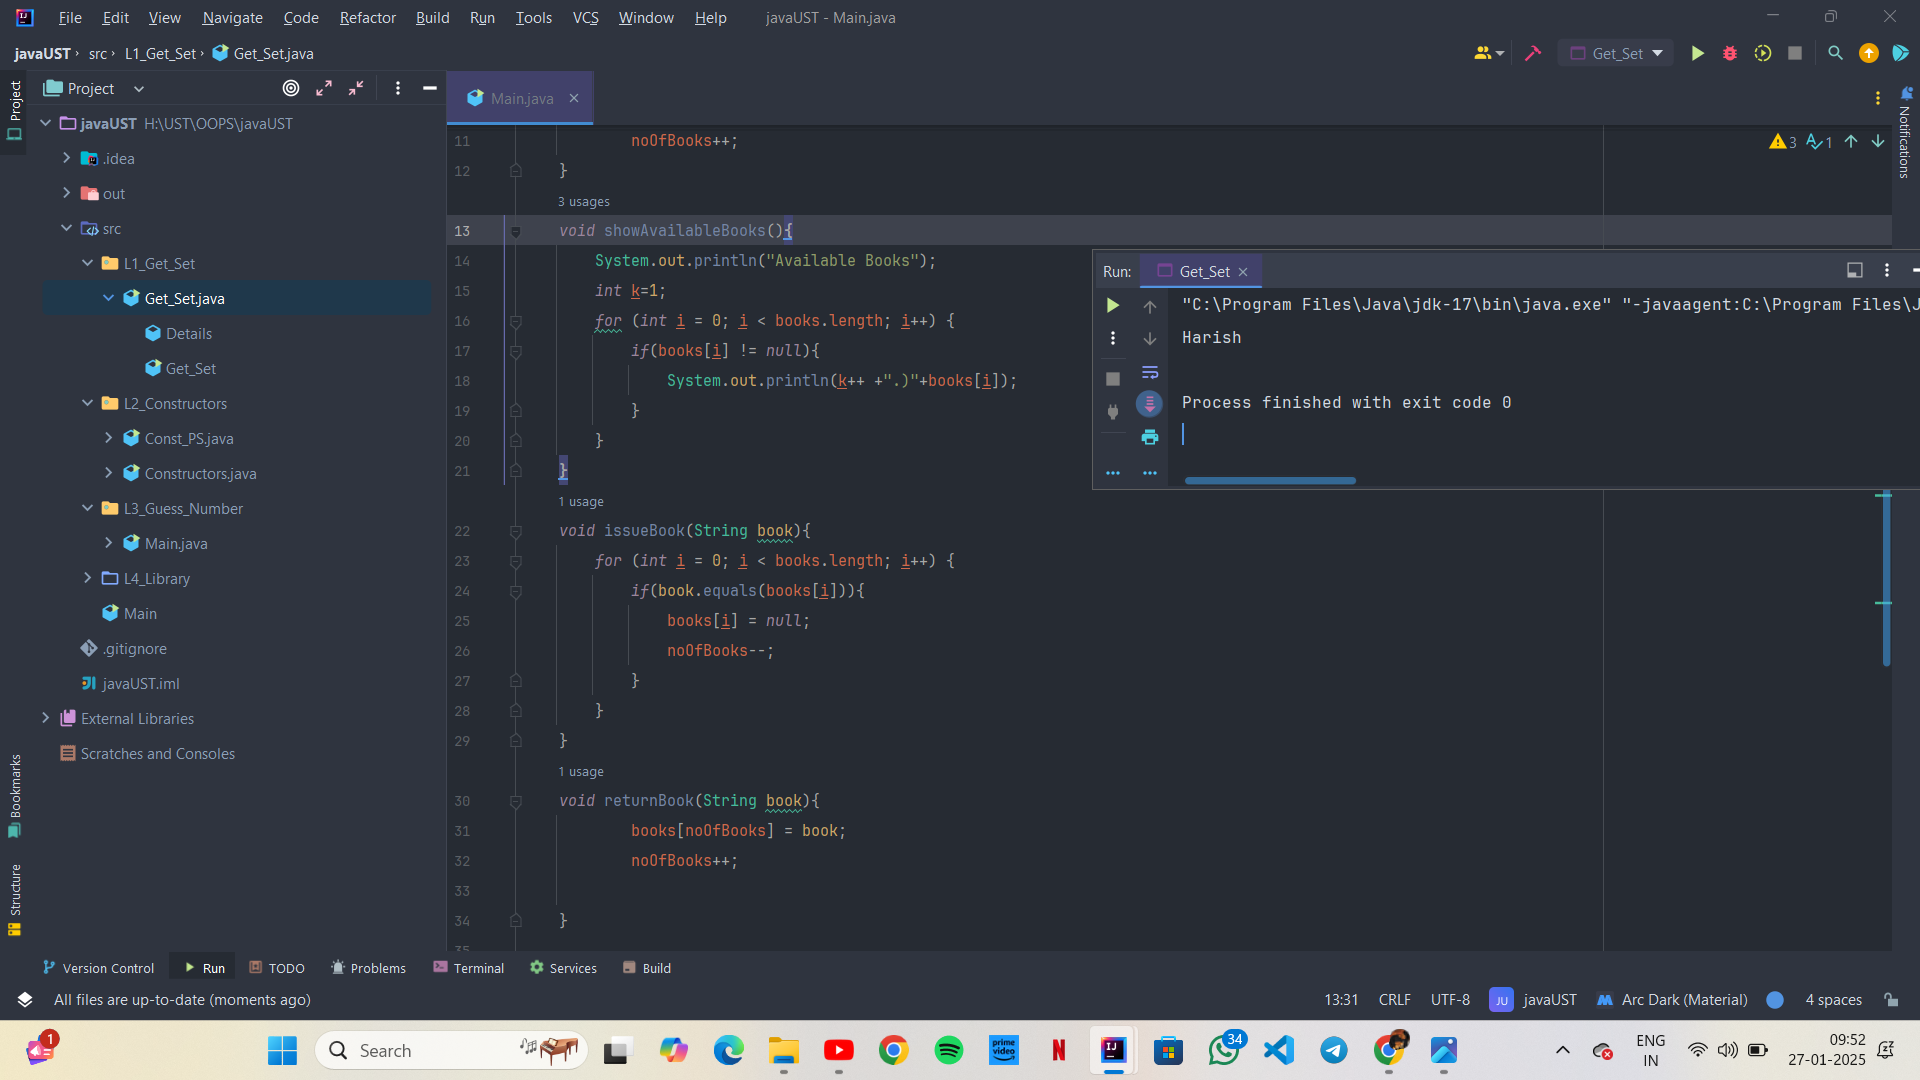 File Edit View Navigate Code Refactor Build Run Tools VCS Window Help javaUST - Main.java
javaUST › src › L1_Get_Set › Get_Set.java
Get_Set
Project
Project
javaUST H:\UST\OOPS\javaUST
.idea
out
src
L1_Get_Set
Get_Set.java
Details
Get_Set
L2_Constructors
Const_PS.java
Constructors.java
L3_Guess_Number
Main.java
L4_Library
Main
.gitignore
javaUST.iml
External Libraries
Scratches and Consoles
Bookmarks
Structure
Main.java
3 1
Notifications
11 noOfBooks++;
12 }
3 usages
13 void showAvailableBooks(){
14 System.out.println("Available Books");
15 int k=1;
16 for (int i = 0; i < books.length; i++) {
17 if(books[i] != null){
18 System.out.println(k++ +".)"+books[i]);
19 }
20 }
21 }
1 usage
22 void issueBook(String book){
23 for (int i = 0; i < books.length; i++) {
24 if(book.equals(books[i])){
25 books[i] = null;
26 noOfBooks--;
27 }
28 }
29 }
1 usage
30 void returnBook(String book){
31 books[noOfBooks] = book;
32 noOfBooks++;
33
34 }
35
Run: Get_Set
"C:\Program Files\Java\jdk-17\bin\java.exe" "-javaagent:C:\Program Files\J
Harish
Process finished with exit code 0
Version Control Run TODO Problems Terminal Services Build
All files are up-to-date (moments ago)
13:31 CRLF UTF-8 JU javaUST Arc Dark (Material) 4 spaces
1
Search
prime video
N
IJ
34
ENG
IN
09:52
27-01-2025